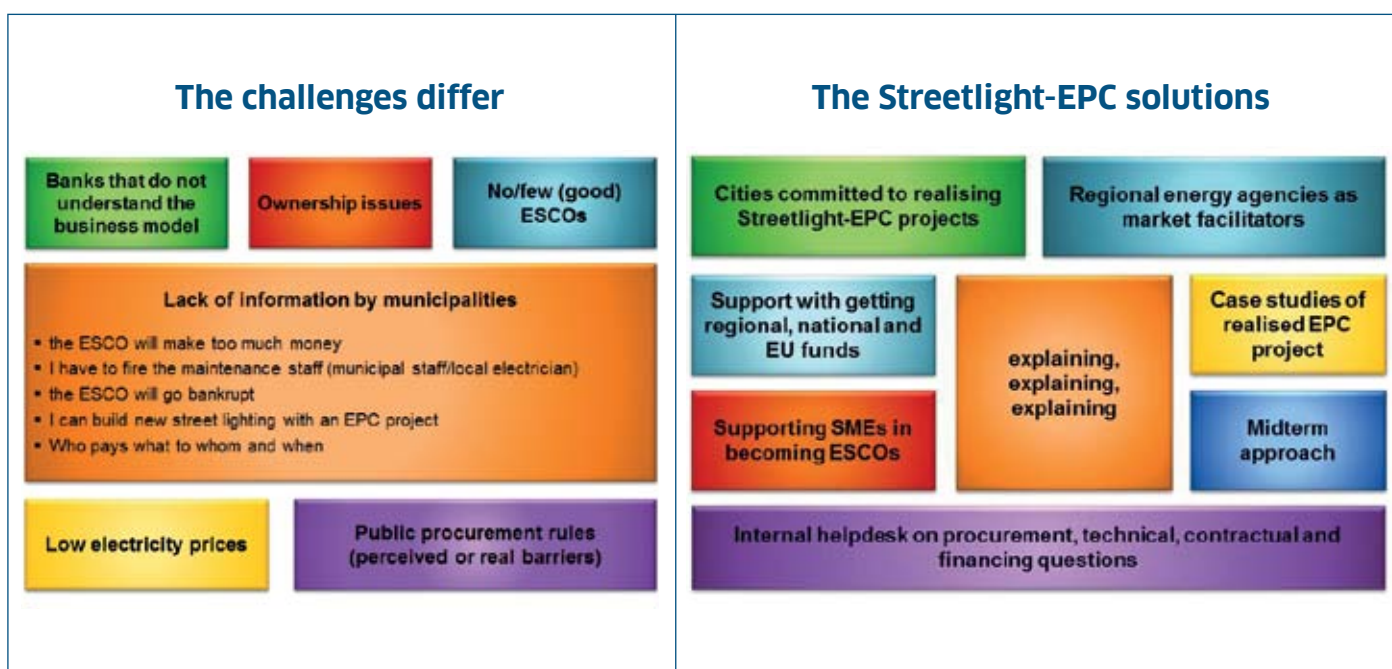 The challenges differ
Banks that do not
understand the
business model
Ownership issues
No/few (good)
ESCOs
Lack of information by municipalities
▪ the ESCO will make too much money
▪ I have to fire the maintenance staff (municipal staff/local electrician)
▪ the ESCO will go bankrupt
▪ I can build new street lighting with an EPC project
▪ Who pays what to whom and when
Low electricity prices
Public procurement rules
(perceived or real barriers)
The Streetlight-EPC solutions
Cities committed to realising
Streetlight-EPC projects
Regional energy agencies as
market facilitators
Support with getting
regional, national and
EU funds
explaining,
explaining,
explaining
Case studies of
realised EPC
project
Supporting SMEs in
becoming ESCOs
Midterm
approach
Internal helpdesk on procurement, technical, contractual and
financing questions